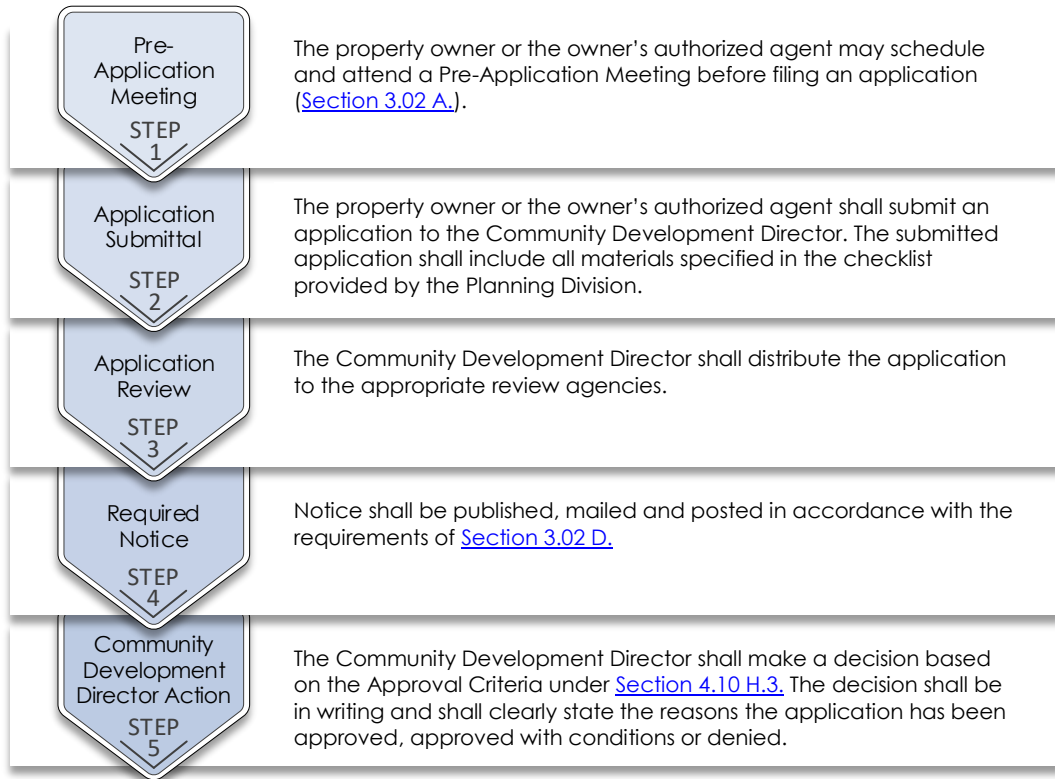 Pre-
Application
Meeting
STEP
1
The property owner or the owner’s authorized agent may schedule
and attend a Pre-Application Meeting before filing an application
(Section 3.02 A.).
Application
Submittal
STEP
2
The property owner or the owner’s authorized agent shall submit an
application to the Community Development Director. The submitted
application shall include all materials specified in the checklist
provided by the Planning Division.
Application
Review
STEP
3
The Community Development Director shall distribute the application
to the appropriate review agencies.
Required
Notice
STEP
4
Notice shall be published, mailed and posted in accordance with the
requirements of Section 3.02 D.
Community
Development
Director Action
STEP
5
The Community Development Director shall make a decision based
on the Approval Criteria under Section 4.10 H.3. The decision shall be
in writing and shall clearly state the reasons the application has been
approved, approved with conditions or denied.